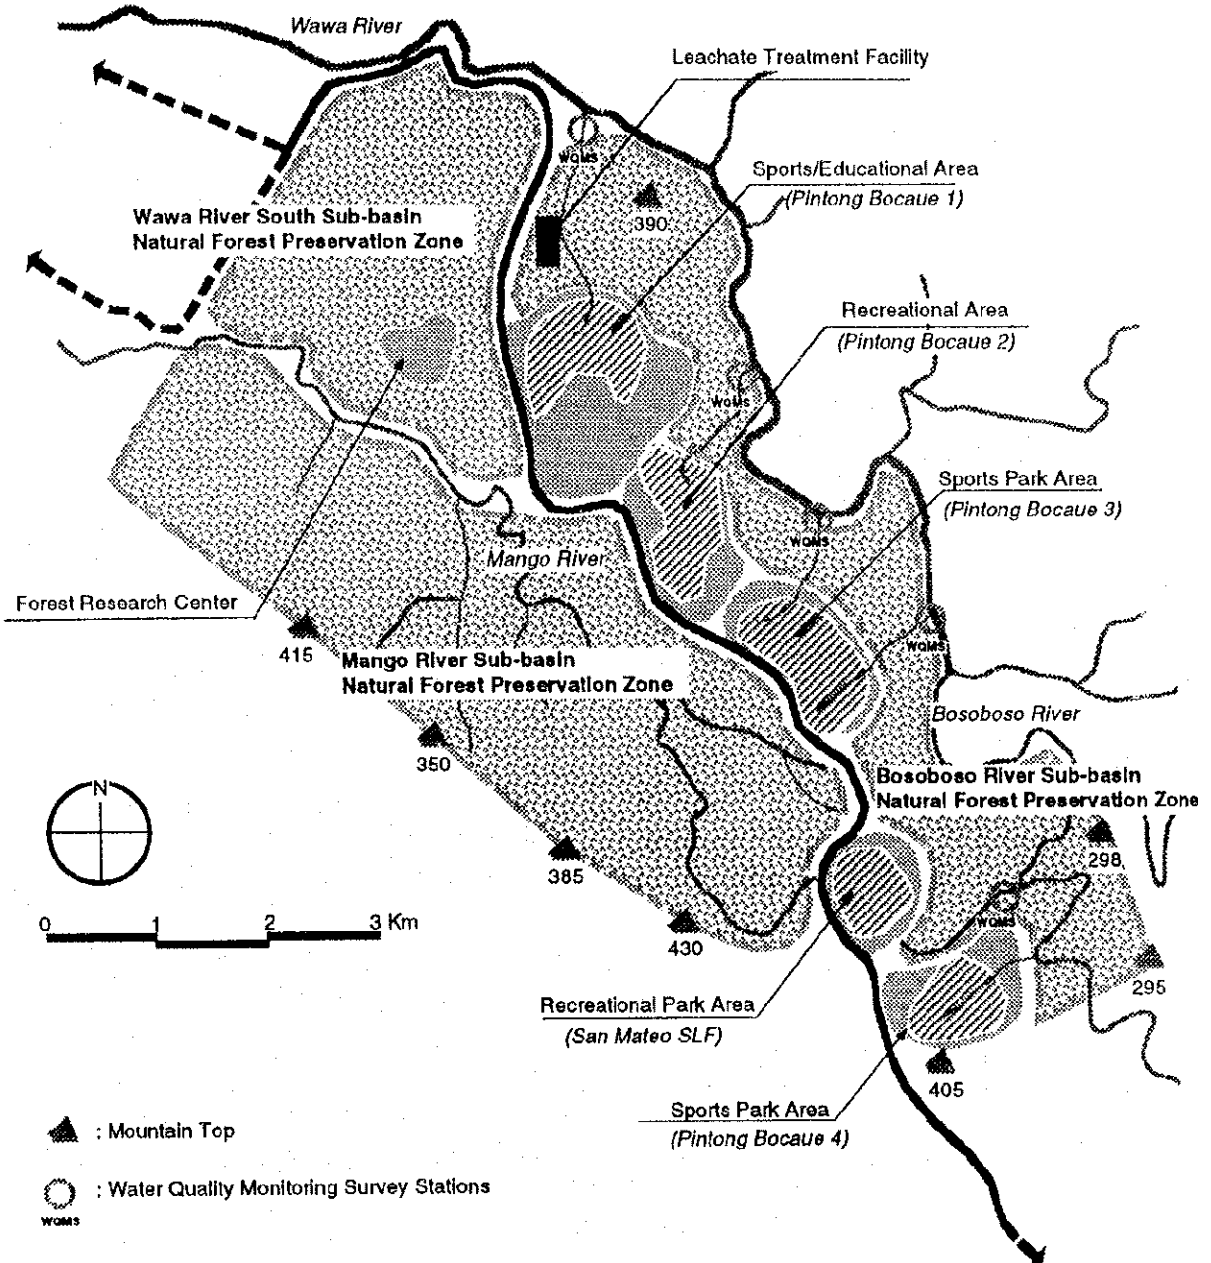 Wawa River
Leachate Treatment Facility
WQMS
Sports/Educational Area
(Pintong Bocaue 1)
390
Wawa River South Sub-basin
Natural Forest Preservation Zone
Recreational Area
(Pintong Bocaue 2)
WQMS
Sports Park Area
(Pintong Bocaue 3)
WQMS
Mango River
Forest Research Center
415
WQMS
Mango River Sub-basin
Natural Forest Preservation Zone
Bosoboso River
350
Bosoboso River Sub-basin
Natural Forest Preservation Zone
N
298
385
0 1 2 3 Km
WQMS
430
295
Recreational Park Area
(San Mateo SLF)
405
Sports Park Area
(Pintong Bocaue 4)
: Mountain Top
: Water Quality Monitoring Survey Stations
WQMS